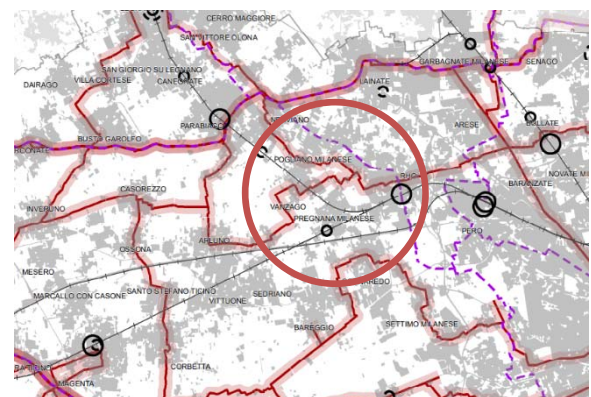 CERRO MAGGIORE
SAN VITTORE OLONA
SAN GIORGIO SU LEGNANO
GARBAGNATE MILANESE
SENAGO
DAIRAGO
VILLA CORTESE
CANEGRATE
LAINATE
PARABIAGO
ARESE
BOLLATE
BUSTO GAROLFO
POGLIANO MILANESE
RHO
NOVATE MI
CASOREZZO
BARANZATE
INVERUNO
VANZAGO
PREGNANA MILANESE
PERO
ARLUNO
OSSONA
MESERO
SEDRIANO
SANTO STEFANO TICINO
MARCALLO CON CASONE
VITTUONE
SETTIMO MILANESE
BAREGGIO
CORBETTA
MAGENTA